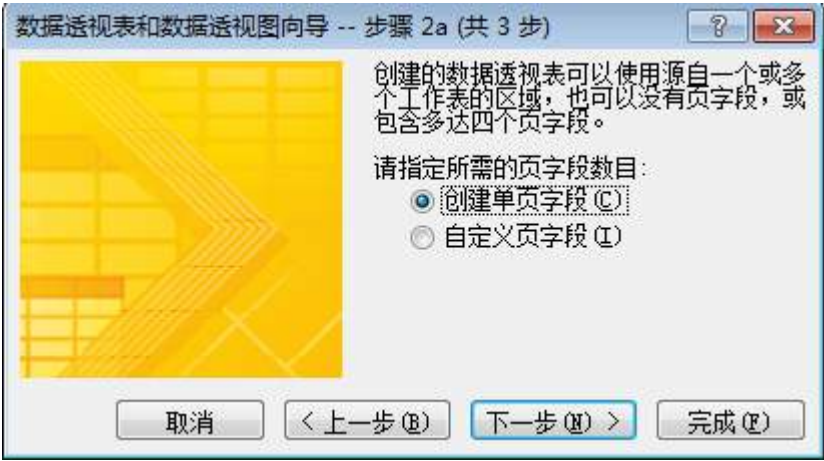 数据透视表和数据透视图向导 -- 步骤 2a (共 3 步)
?
创建的数据透视表可以使用源自一个或多
个工作表的区域，也可以没有页字段，或
包含多达四个页字段。
请指定所需的页字段数目：
创建单页字段(C)
自定义页字段(I)
取消 < 上一步(B) 下一步(N) > 完成(F)